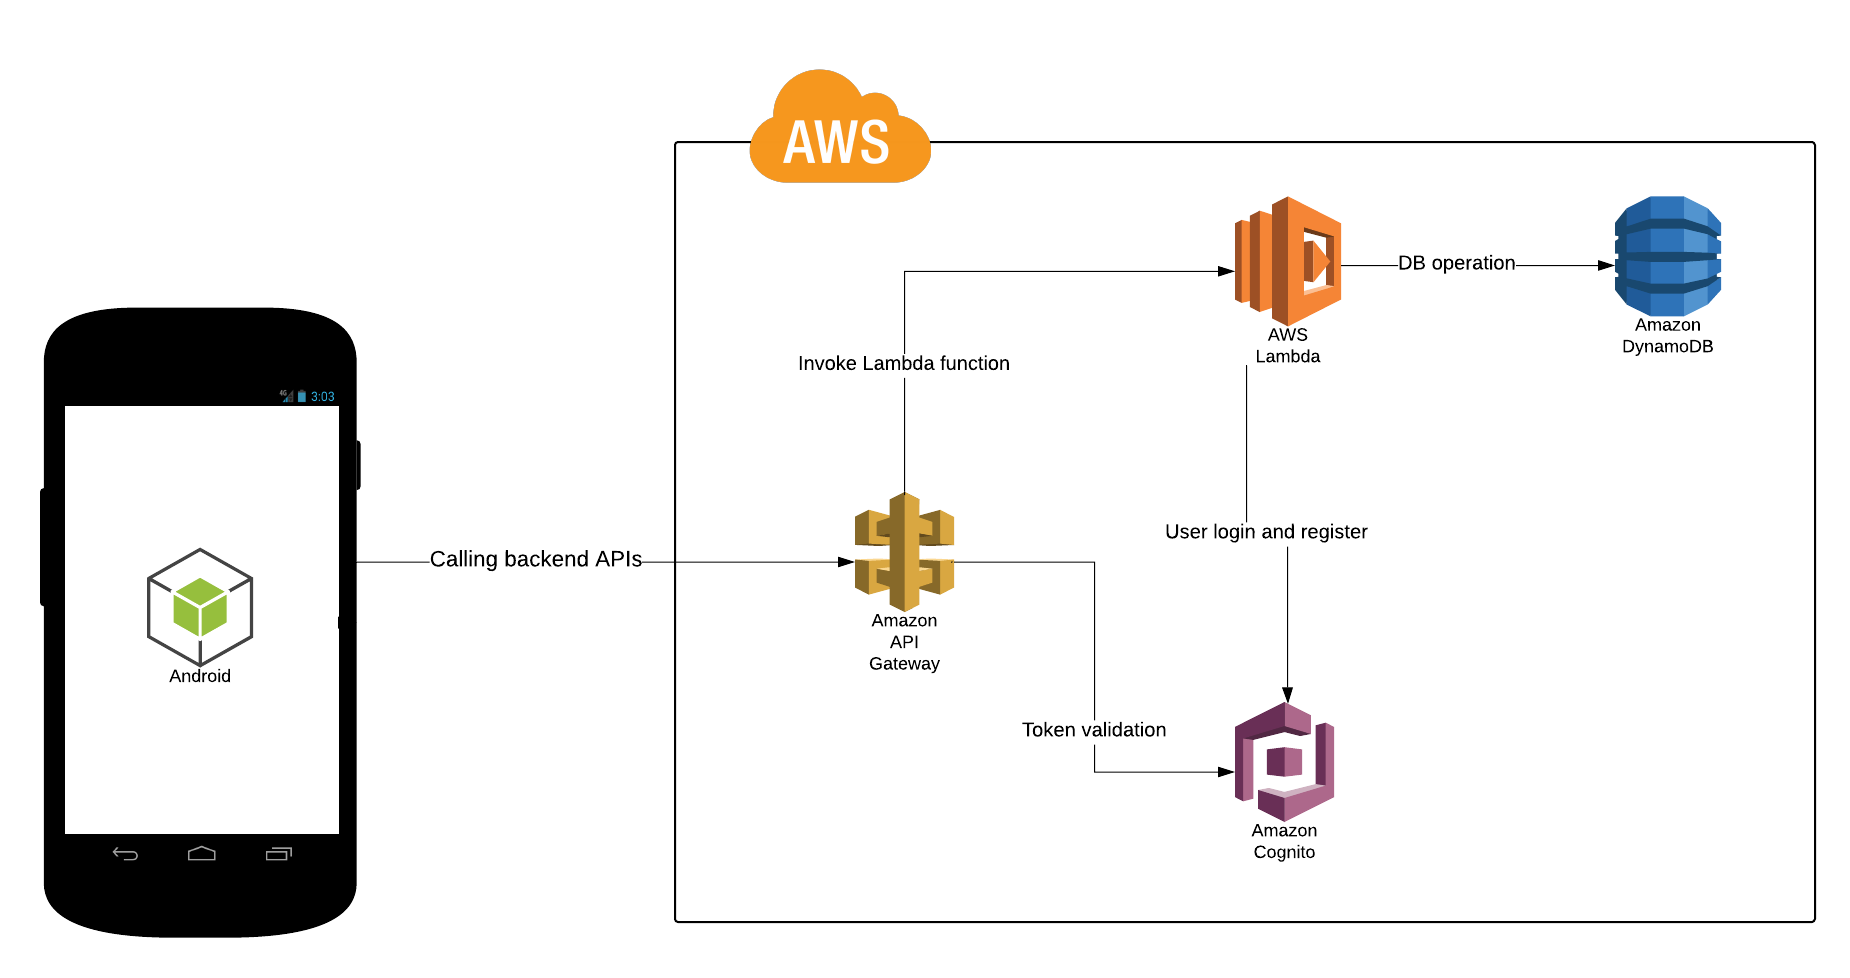 AWS
DB operation
Amazon
DynamoDB
AWS
Lambda
Invoke Lambda function
4G
3:03
User login and register
Calling backend APIs
Amazon
API
Gateway
Android
Token validation
Amazon
Cognito